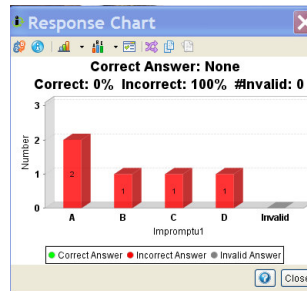 Response Chart
Correct Answer: None
Correct: 0% Incorrect: 100% #Invalid: 0
3
2
1
0
Number
2
1
1
1
A B C D Invalid
Impromptu1
Correct Answer Incorrect Answer Invalid Answer
Close